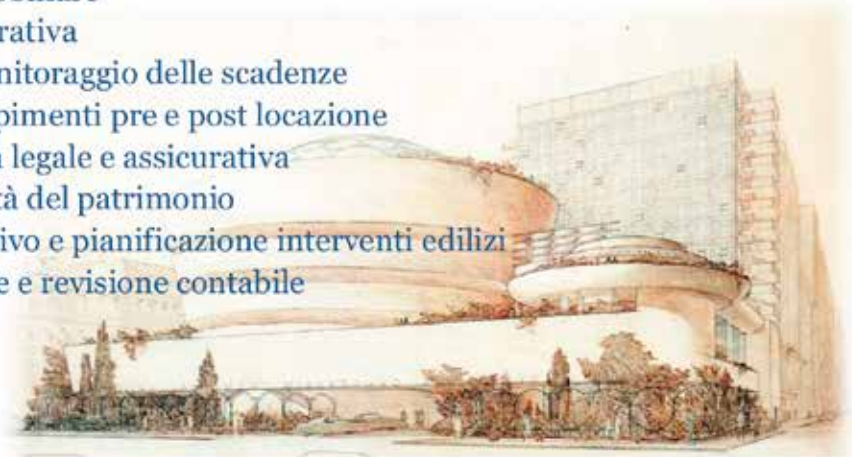 rativa
nitoraggio delle scadenze
pimenti pre e post locazione
legale e assicurativa
tà del patrimonio
ivo e pianificazione interventi edilizi
e e revisione contabile